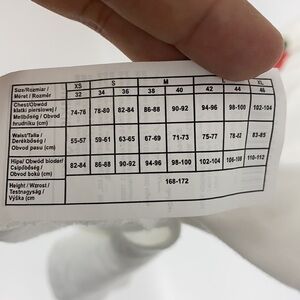 Size/Rozmiar / Méret / Rozměr XS S M XL
32 34 36 38 40 42 44 46
Chest/Obwód klatki piersiowej / Mellbőség / Obvod hrudníku (cm) 74-76 78-80 82-84 86-88 90-92 94-96 98-100 102-104
Waist/Talia / Derékbőség / Obvod pasu (cm) 55-57 59-61 63-65 67-69 71-73 75-77 78-82 83-85
Hips/ Obwód bioder/ Csípőbőség / Obvod boků (cm) 82-84 86-88 90-92 94-96 98-100 102-104 106-108 110-112
Height / Wzrost / Testnagyság / Výška (cm) 168-172